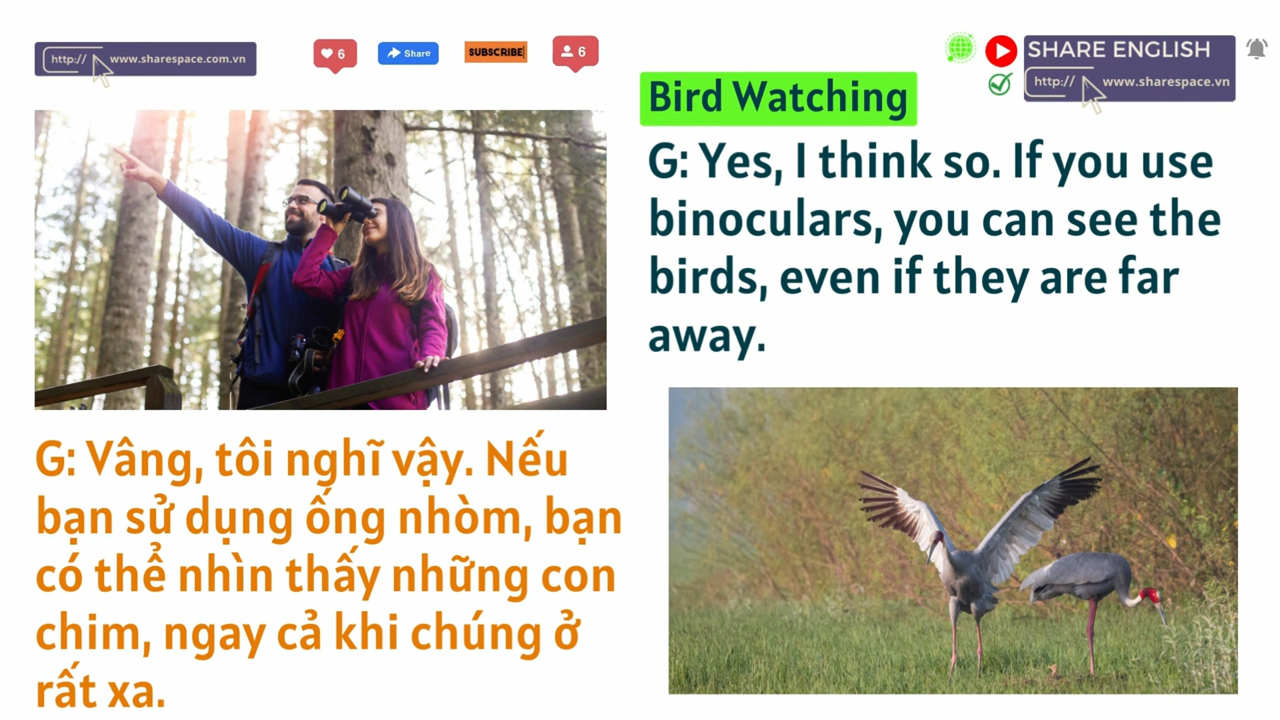 http://
www.sharespace.com.vn
6
Share
SUBSCRIBE
6
SHARE ENGLISH
http://
www.sharespace.vn
Bird Watching
G: Yes, I think so. If you use
binoculars, you can see the
birds, even if they are far
away.
G: Vâng, tôi nghĩ vậy. Nếu
bạn sử dụng ống nhòm, bạn
có thể nhìn thấy những con
chim, ngay cả khi chúng ở
rất xa.